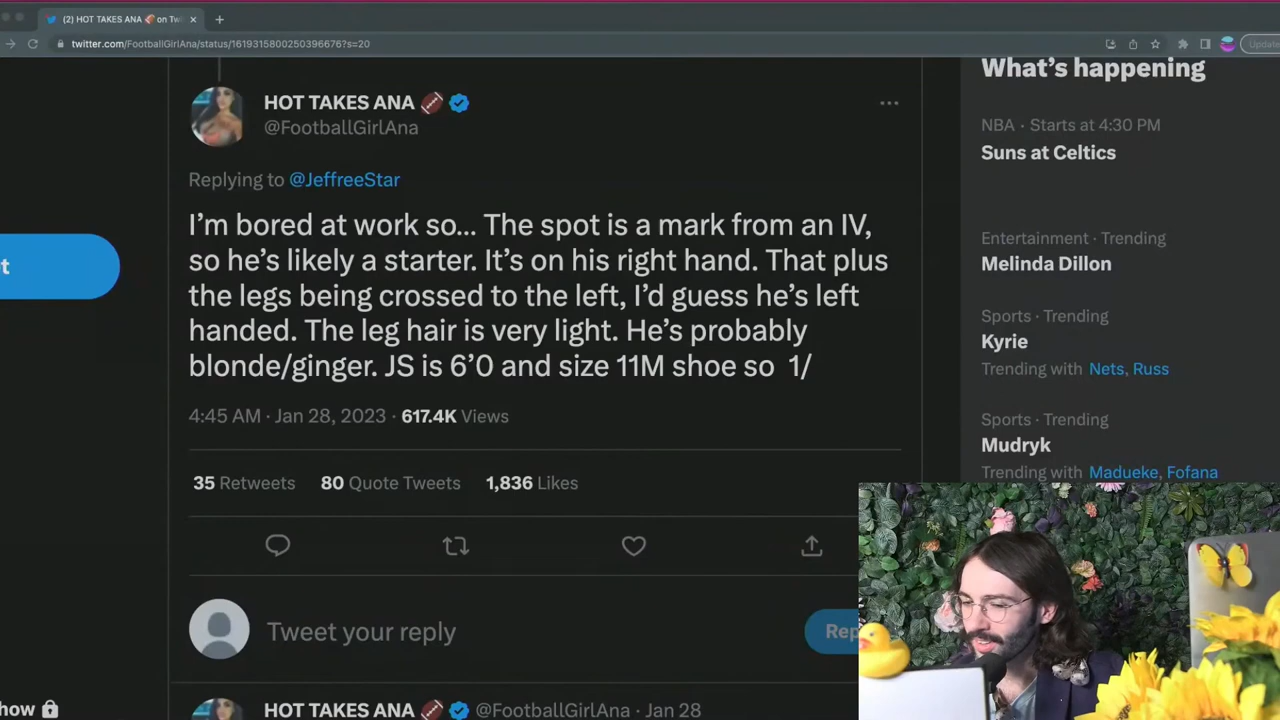 (2) HOT TAKES ANA 🏈 on Twi
twitter.com/FootballGirlAna/status/1619315800250396676?s=20
Update
HOT TAKES ANA 🏈
@FootballGirlAna
Replying to @JeffreeStar
I'm bored at work so... The spot is a mark from an IV,
so he's likely a starter. It's on his right hand. That plus
the legs being crossed to the left, I'd guess he's left
handed. The leg hair is very light. He's probably
blonde/ginger. JS is 6'0 and size 11M shoe so 1/
4:45 AM · Jan 28, 2023 · 617.4K Views
35 Retweets 80 Quote Tweets 1,836 Likes
Tweet your reply
Rep
HOT TAKES ANA 🏈 @FootballGirlAna · Jan 28
t
how
What's happening
NBA · Starts at 4:30 PM
Suns at Celtics
Entertainment · Trending
Melinda Dillon
Sports · Trending
Kyrie
Trending with Nets, Russ
Sports · Trending
Mudryk
Trending with Madueke, Fofana